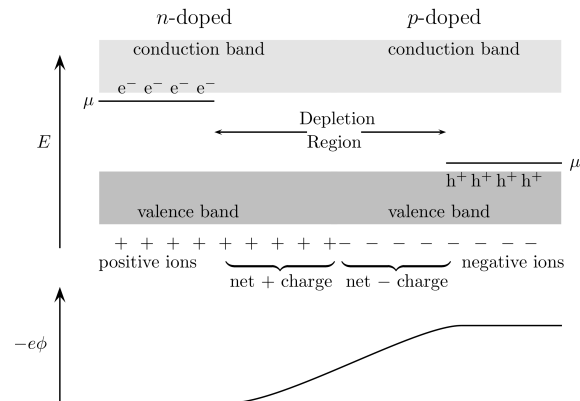 n-doped p-doped
conduction band conduction band
e⁻ e⁻ e⁻ e⁻
μ
Depletion
E
Region
μ
h⁺ h⁺ h⁺ h⁺
valence band valence band
+ + + + + + + + + − − − − − − − −
positive ions negative ions
net + charge net − charge
−eϕ